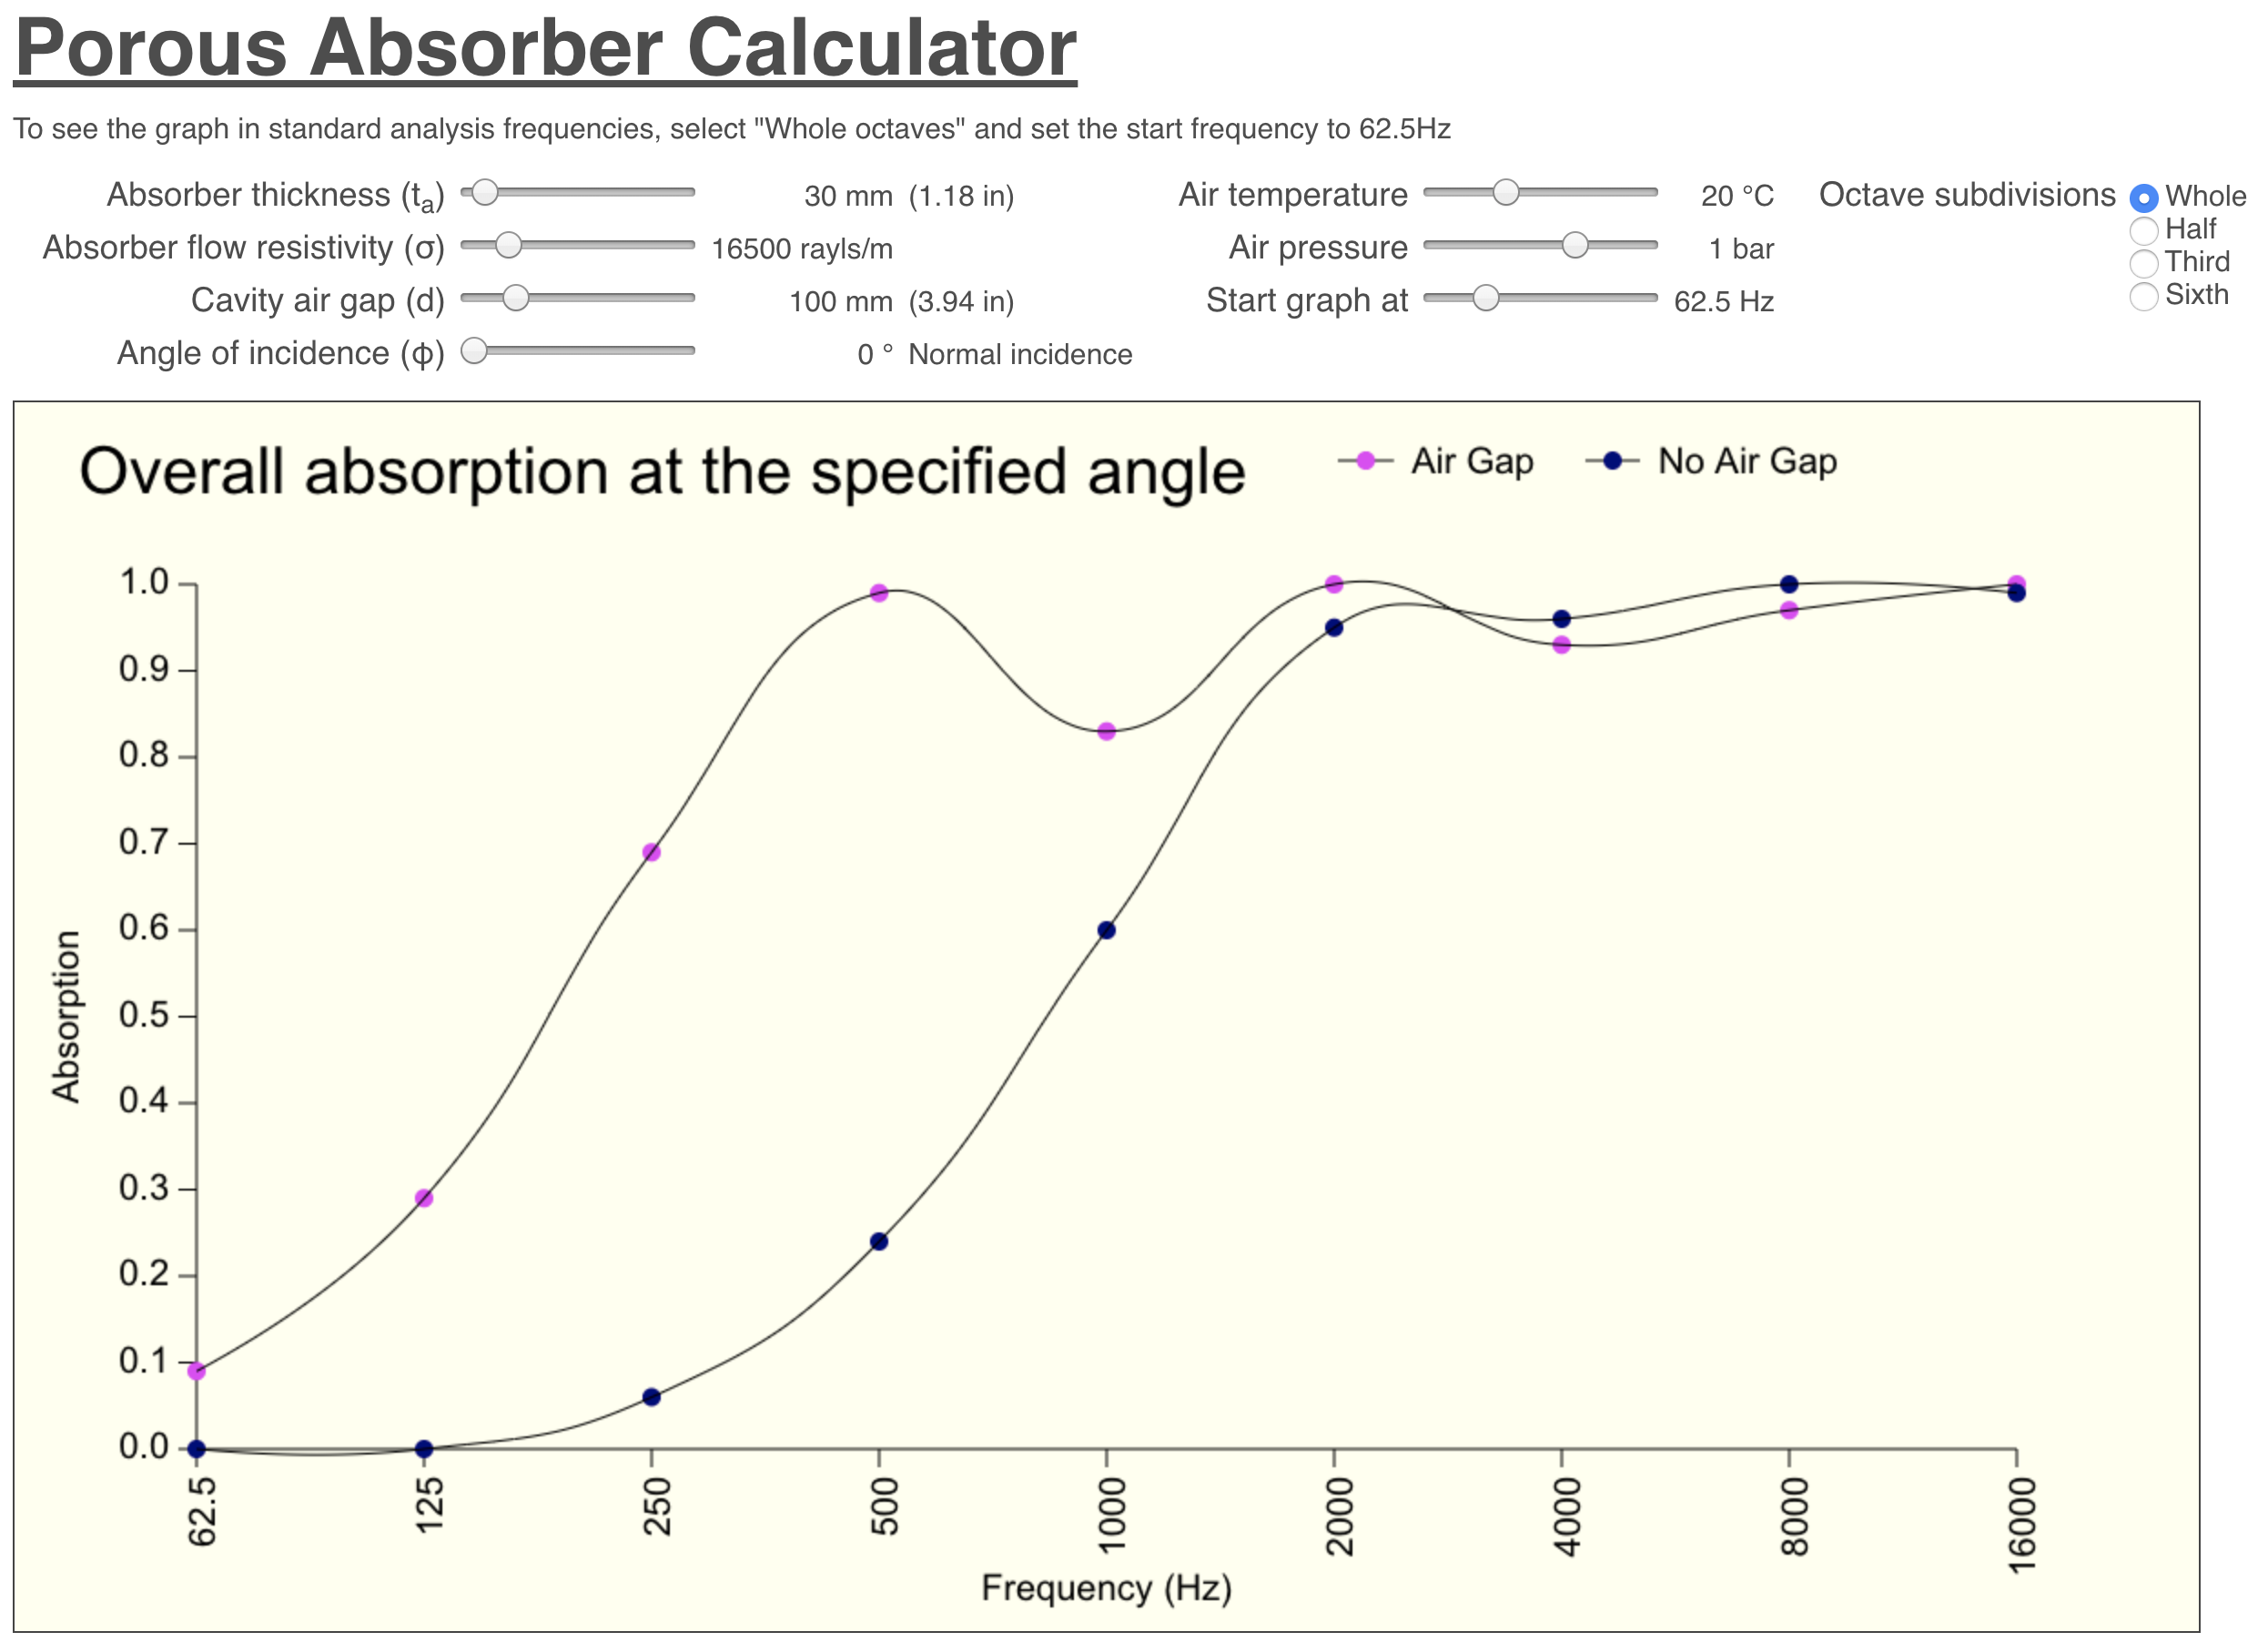 Porous Absorber Calculator
To see the graph in standard analysis frequencies, select "Whole octaves" and set the start frequency to 62.5Hz
Absorber thickness (ta) 30 mm (1.18 in) Air temperature 20 °C Octave subdivisions Whole
Half
Absorber flow resistivity (σ) 16500 rayls/m Air pressure 1 bar
Third
Cavity air gap (d) 100 mm (3.94 in) Start graph at 62.5 Hz Sixth
Angle of incidence (ϕ) 0 ° Normal incidence
Overall absorption at the specified angle Air Gap No Air Gap
1.0
0.9
0.8
0.7
0.6
0.5
0.4
0.3
0.2
0.1
0.0
Absorption
62.5 125 250 500 1000 2000 4000 8000 16000
Frequency (Hz)